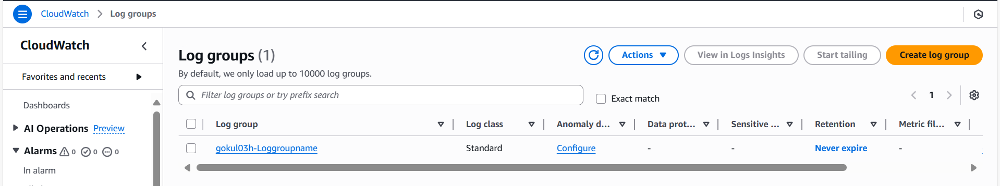 CloudWatch > Log groups
CloudWatch
Favorites and recents
Dashboards
AI Operations Preview
Alarms 0 0 0
In alarm
Log groups (1)
Actions
View in Logs Insights
Start tailing
Create log group
By default, we only load up to 10000 log groups.
Filter log groups or try prefix search
Exact match
1
Log group Log class Anomaly d... Data prot... Sensitive ... Retention Metric fil...
gokul03h-Loggroupname Standard Configure - - Never expire -